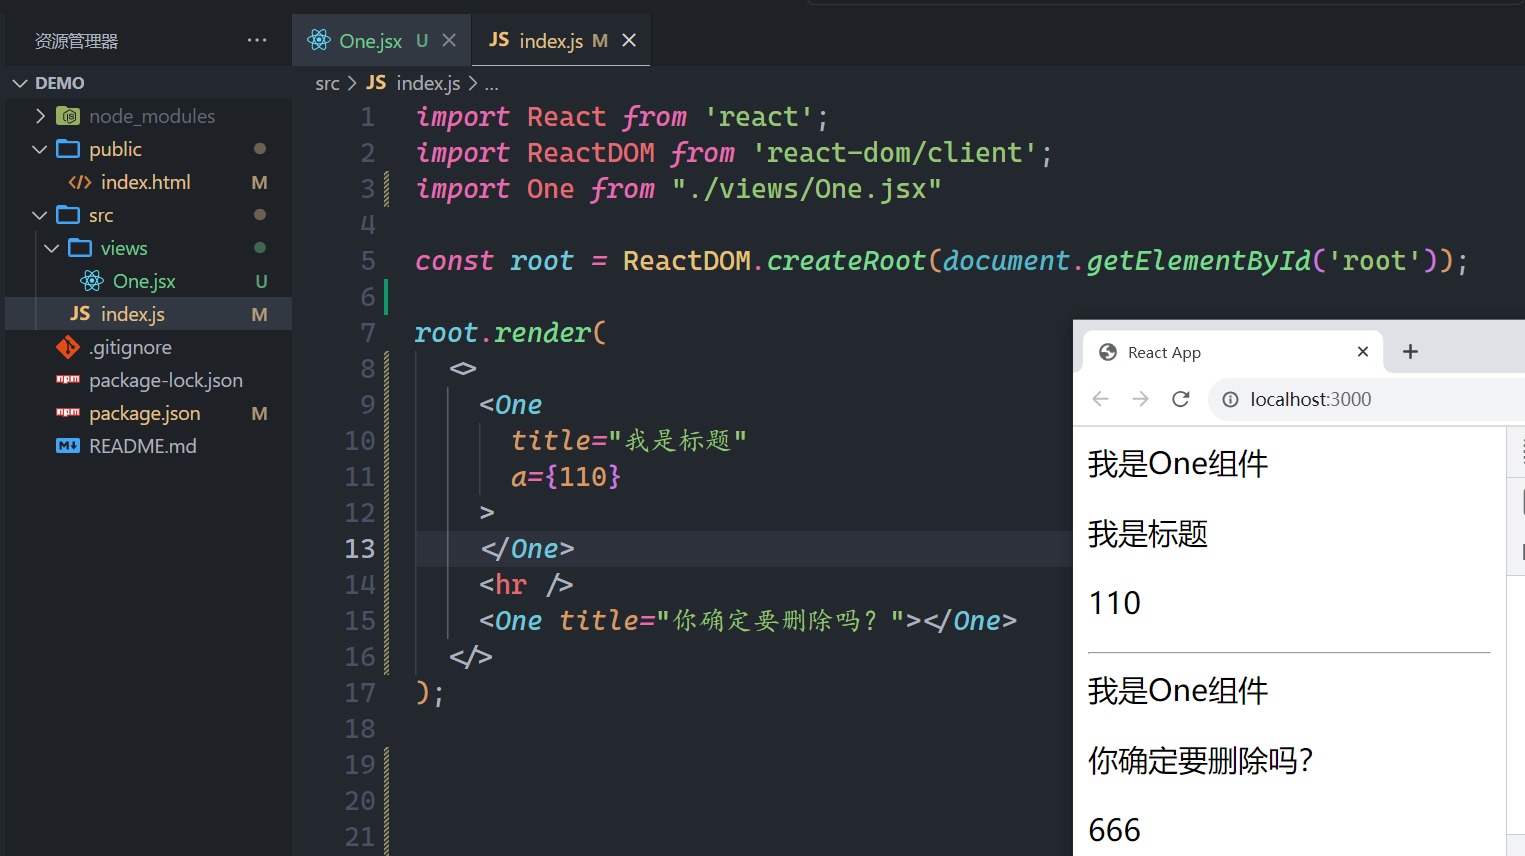 资源管理器 ···
DEMO
node_modules
public
index.html M
src
views
One.jsx U
index.js M
.gitignore
package-lock.json
package.json M
README.md
One.jsx U
JS index.js M
src > JS index.js > ...
1 import React from 'react';
2 import ReactDOM from 'react-dom/client';
3 import One from "./views/One.jsx"
4
5 const root = ReactDOM.createRoot(document.getElementById('root'));
6
7 root.render(
8 <>
9 <One
10 title="我是标题"
11 a={110}
12 >
13 </One>
14 <hr />
15 <One title="你确定要删除吗？"></One>
16 </>
17 );
18
19
20
21
React App
localhost:3000
我是One组件
我是标题
110
我是One组件
你确定要删除吗？
666